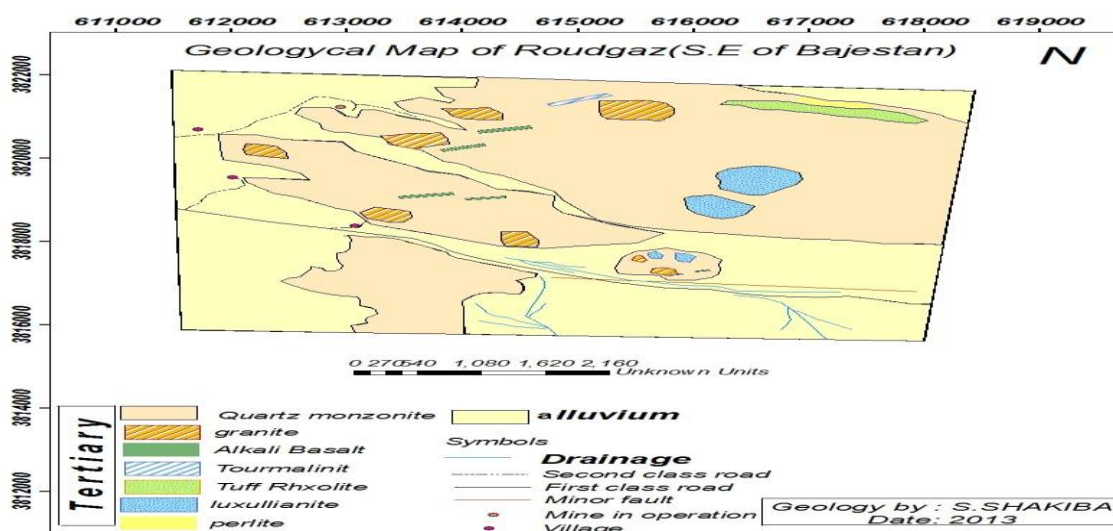 611000 612000 613000 614000 615000 616000 617000 618000 619000
Geologycal Map of Roudgaz(S.E of Bajestan)
N
3822000
3820000
3818000
3816000
3814000
3812000
0 270540 1,080 1,620 2,160
Unknown Units
Tertiary
Quartz monzonite
granite
Alkali Basalt
Tourmalinit
Tuff Rhxolite
luxullianite
perlite
alluvium
Symbols
Drainage
Second class road
First class road
Minor fault
Mine in operation
Village
Geology by : S.SHAKIBA
Date: 2013